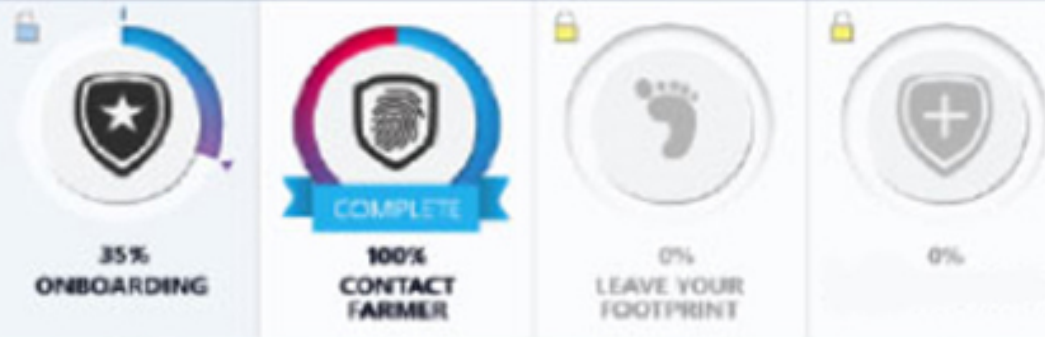 COMPLETE
35%
ONBOARDING
100%
CONTACT
FARMER
0%
LEAVE YOUR
FOOTPRINT
0%